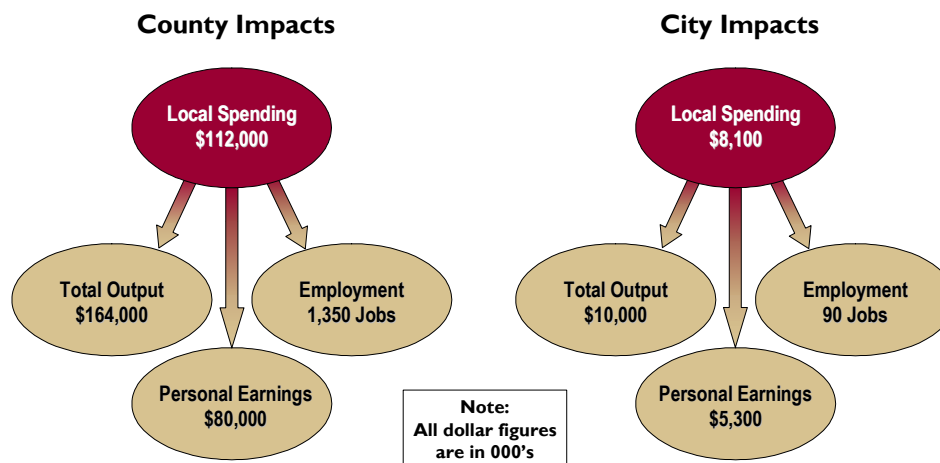 County Impacts
Local Spending
$112,000
Total Output
$164,000
Employment
1,350 Jobs
Personal Earnings
$80,000
City Impacts
Local Spending
$8,100
Total Output
$10,000
Employment
90 Jobs
Personal Earnings
$5,300
Note:
All dollar figures
are in 000's